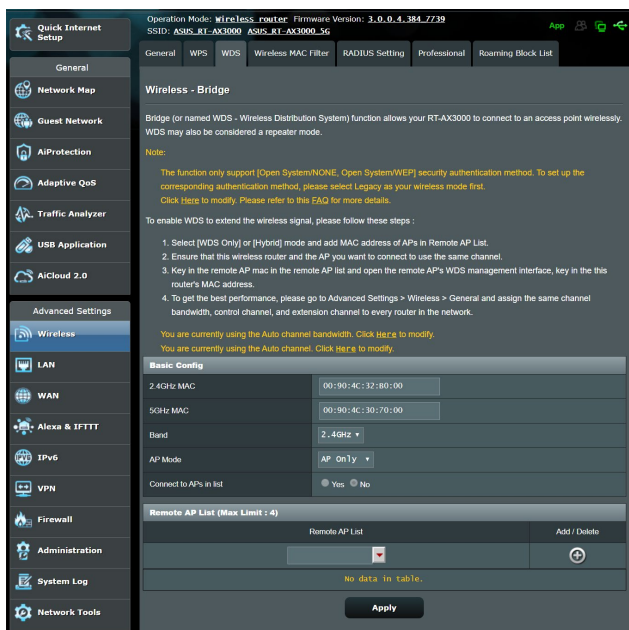 Quick Internet
Setup
General
Network Map
Guest Network
AiProtection
Adaptive QoS
Traffic Analyzer
USB Application
AiCloud 2.0
Advanced Settings
Wireless
LAN
WAN
Alexa & IFTTT
IPv6
VPN
Firewall
Administration
System Log
Network Tools
Operation Mode: Wireless router Firmware Version: 3.0.0.4.384_7739
SSID: ASUS_RT-AX3000 ASUS_RT-AX3000_5G
App
General WPS WDS Wireless MAC Filter RADIUS Setting Professional Roaming Block List
Wireless - Bridge
Bridge (or named WDS - Wireless Distribution System) function allows your RT-AX3000 to connect to an access point wirelessly.
WDS may also be considered a repeater mode.
Note:
The function only support [Open System/NONE, Open System/WEP] security authentication method. To set up the
corresponding authentication method, please select Legacy as your wireless mode
first.
Click Here to modify. Please refer to this FAQ for more details.
To enable WDS to extend the wireless signal, please follow these steps :
1. Select [WDS Only] or [Hybrid] mode and add MAC address of APs in Remote AP List.
2. Ensure that this wireless router and the AP you want to connect to use the same channel.
3. Key in the remote AP mac in the remote AP list and open the remote AP's WDS management interface, key in the this
router's MAC address.
4. To get the best performance, please go to Advanced Settings > Wireless > General and assign the same channel
bandwidth, control channel, and extension channel to every router in the network.
You are currently using the Auto channel bandwidth. Click Here to modify.
You are currently using the Auto channel. Click Here to modify.
Basic Config
2.4GHz MAC 00:90:4C:32:80:00
5GHz MAC 00:90:4C:30:70:00
Band 2.4GHz
AP Mode AP Only
Connect to APs in list Yes No
Remote AP List (Max Limit : 4)
Remote AP List Add / Delete
No data in table.
Apply